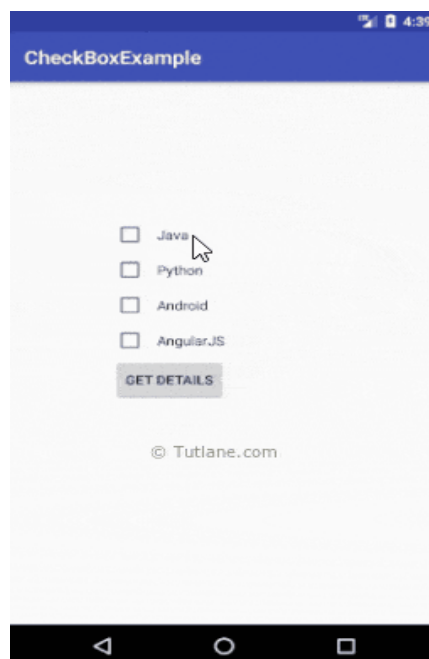 4:39
CheckBoxExample
Java
Python
Android
AngularJS
GET DETAILS
© Tutlane.com